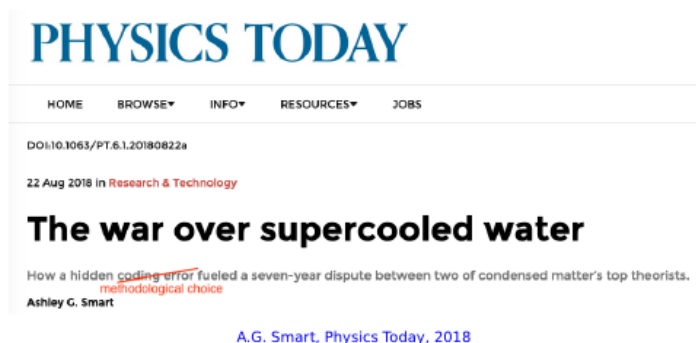 PHYSICS TODAY
HOME BROWSE▾ INFO▾ RESOURCES▾ JOBS
DOI:10.1063/PT.6.1.20180822a
22 Aug 2018 in Research & Technology
The war over supercooled water
How a hidden coding error fueled a seven-year dispute between two of condensed matter's top theorists.
methodological choice
Ashley G. Smart
A.G. Smart, Physics Today, 2018